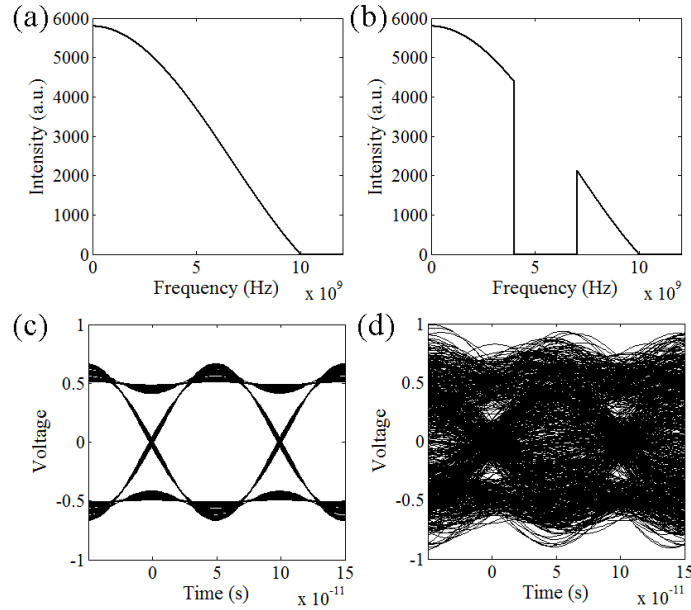 (a)
6000
5000
4000
3000
2000
1000
0
Intensity (a.u.)
0 5 10
Frequency (Hz)
x 10^9
(b)
6000
5000
4000
3000
2000
1000
0
Intensity (a.u.)
0 5 10
Frequency (Hz)
x 10^9
(c)
1
0.5
0
-0.5
-1
Voltage
0 5 10 15
Time (s)
x 10^-11
(d)
1
0.5
0
-0.5
-1
Voltage
0 5 10 15
Time (s)
x 10^-11